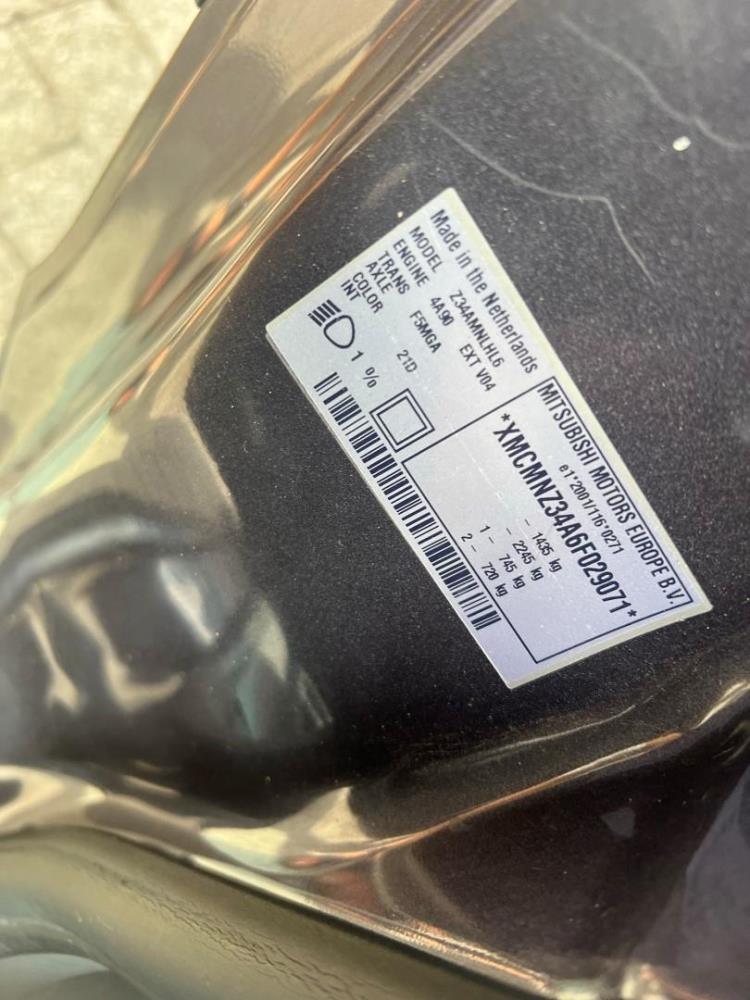 MITSUBISHI MOTORS EUROPE B.V.
e1*2001/116*0271
*XMCMNZ34A6F029071*
- 1435 kg
- 2245 kg
1 - 745 kg
2 - 720 kg
Made in the Netherlands
MODEL Z34AMNLHL6
ENGINE 4A90 EXT V04
TRANS F5MGA
AXLE
COLOR 21D
INT
1 %